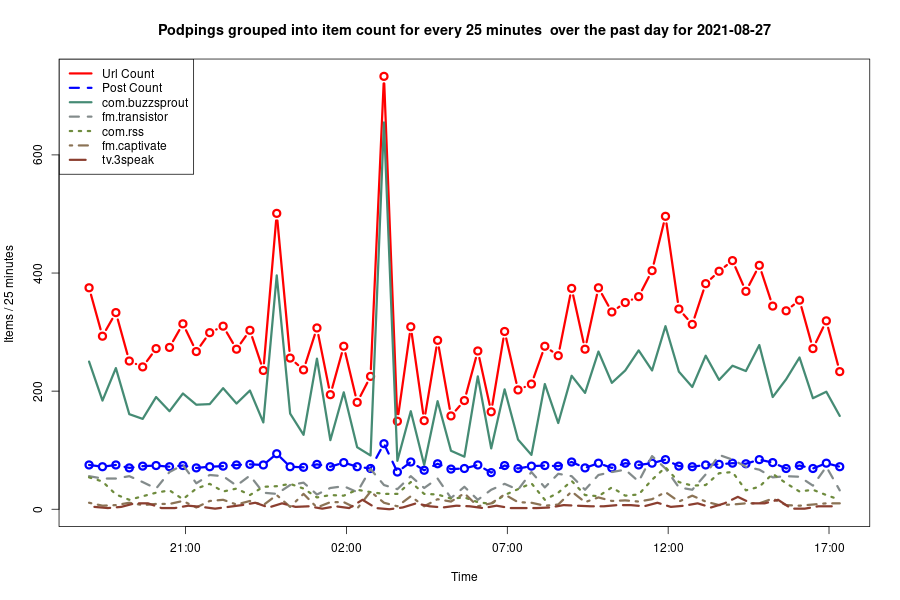 Podpings grouped into item count for every 25 minutes  over the past day for 2021-08-27
Url Count
Post Count
com.buzzsprout
fm.transistor
com.rss
fm.captivate
tv.3speak
Items / 25 minutes
600
400
200
0
21:00
02:00
07:00
12:00
17:00
Time